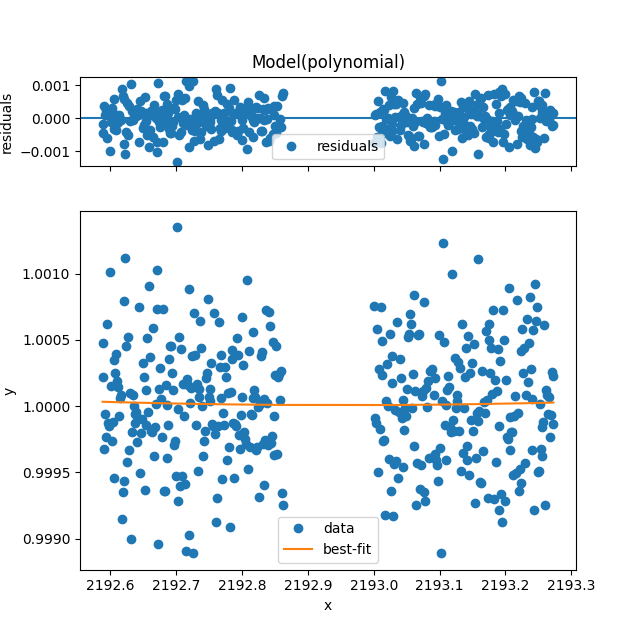 Model(polynomial)
residuals
0.001
0.000
−0.001
residuals
y
1.0010
1.0005
1.0000
0.9995
0.9990
data
best-fit
2192.6 2192.7 2192.8 2192.9 2193.0 2193.1 2193.2 2193.3
x